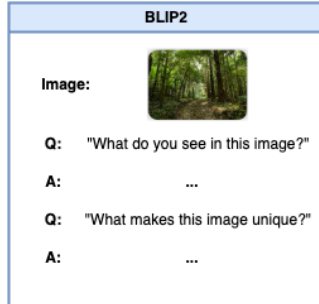 BLIP2
Image:
Q: "What do you see in this image?"
A: ...
Q: "What makes this image unique?"
A: ...